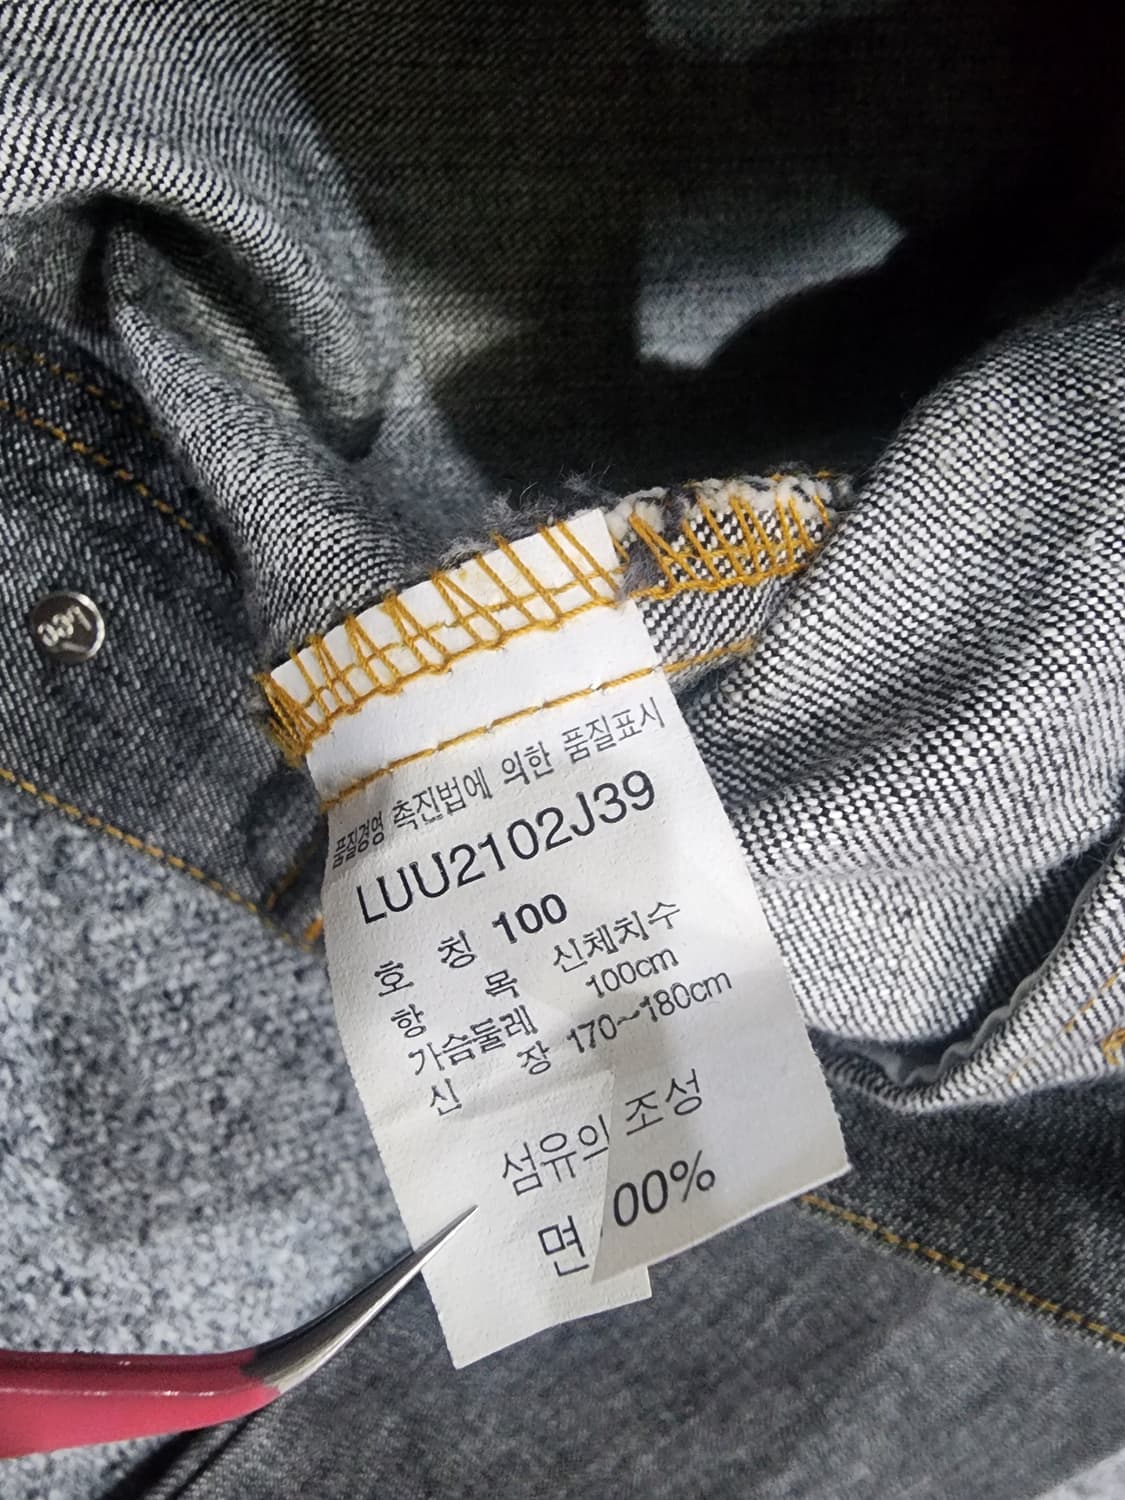 품질경영 촉진법에 의한 품질표시
LUU2102J39
호 칭 100
항 목 신체치수
가슴둘레 100cm
신 장 170~180cm
섬유의 조성
면 00%